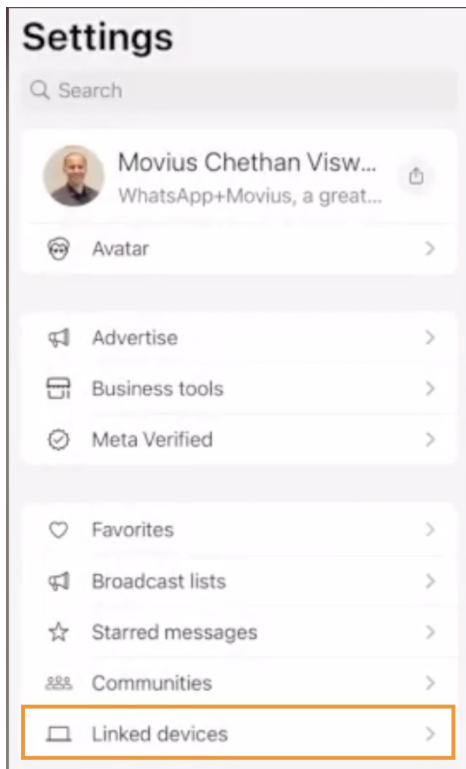 Settings
Search
Movius Chethan Visw...
WhatsApp+Movius, a great...
Avatar
Advertise
Business tools
Meta Verified
Favorites
Broadcast lists
Starred messages
Communities
Linked devices